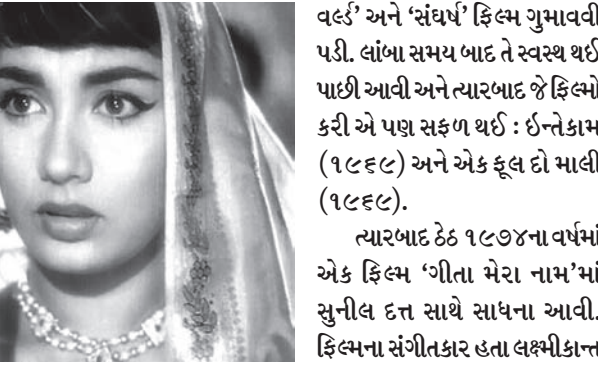 વર્લ્ડ’ અને ‘સંઘર્ષ’ ફિલ્મ ગુમાવવી
પડી. લાંબા સમય બાદ તે સ્વસ્થ થઈ
પાછી આવી અને ત્યારબાદ જે ફિલ્મો
કરી એ પણ સફળ થઈ : ઇન્તેકામ
(૧૯૬૯) અને એક ફૂલ દો માલી
(૧૯૬૯).
ત્યારબાદ ઠેઠ ૧૯૭૪ના વર્ષમાં
એક ફિલ્મ ‘ગીતા મેરા નામ’માં
સુનીલ દત્ત સાથે સાધના આવી.
ફિલ્મના સંગીતકાર હતા લક્ષ્મીકાન્ત